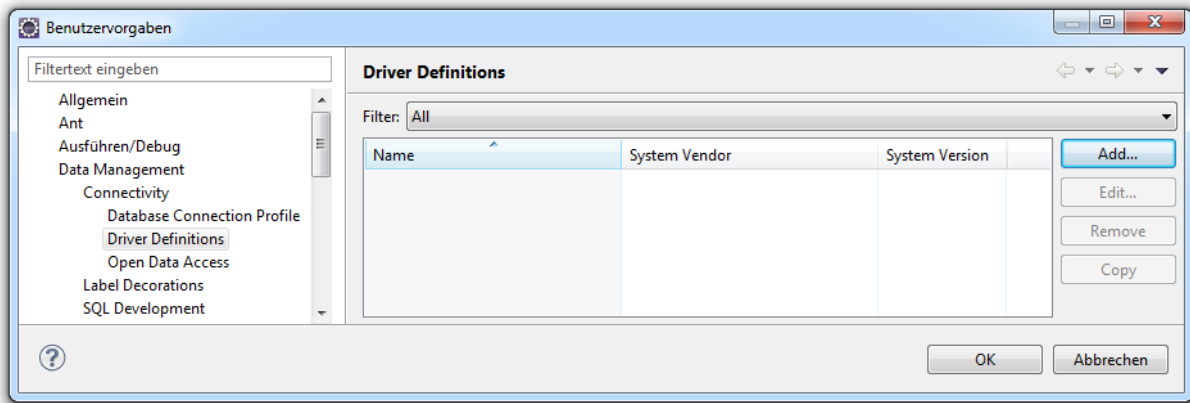 Benutzervorgaben
Filtertext eingeben
Allgemein
Ant
Ausführen/Debug
Data Management
Connectivity
Database Connection Profile
Driver Definitions
Open Data Access
Label Decorations
SQL Development
Driver Definitions
Filter: All
Name System Vendor System Version
Add...
Edit...
Remove
Copy
OK Abbrechen